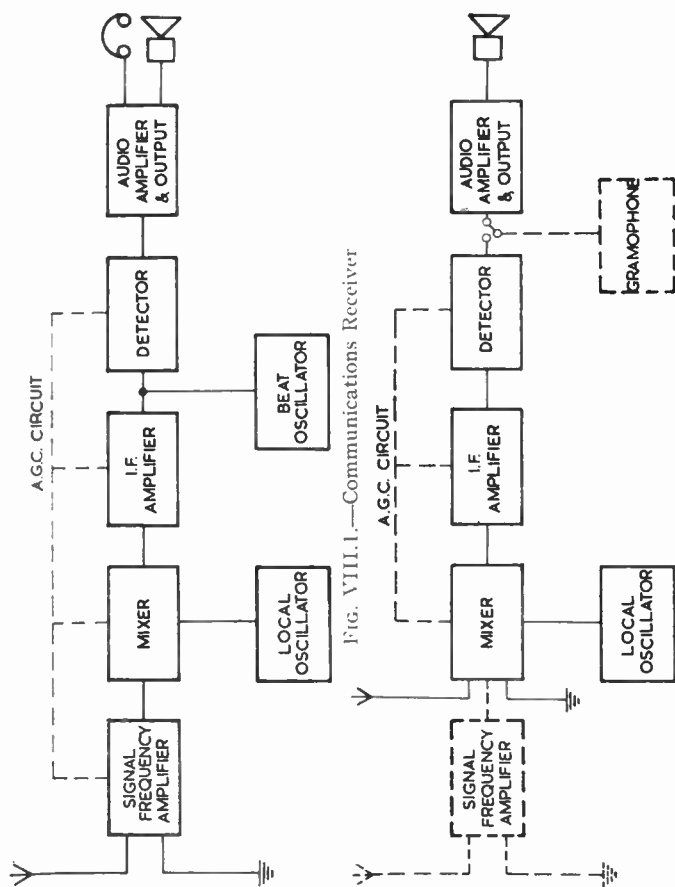 SIGNAL
FREQUENCY
AMPLIFIER
MIXER
LOCAL
OSCILLATOR
A.G.C. CIRCUIT
I.F.
AMPLIFIER
BEAT
OSCILLATOR
DETECTOR
AUDIO
AMPLIFIER
& OUTPUT
FIG. VIII.1.—Communications Receiver
SIGNAL
FREQUENCY
AMPLIFIER
MIXER
LOCAL
OSCILLATOR
A.G.C. CIRCUIT
I.F.
AMPLIFIER
DETECTOR
AUDIO
AMPLIFIER
& OUTPUT
GRAMOPHONE